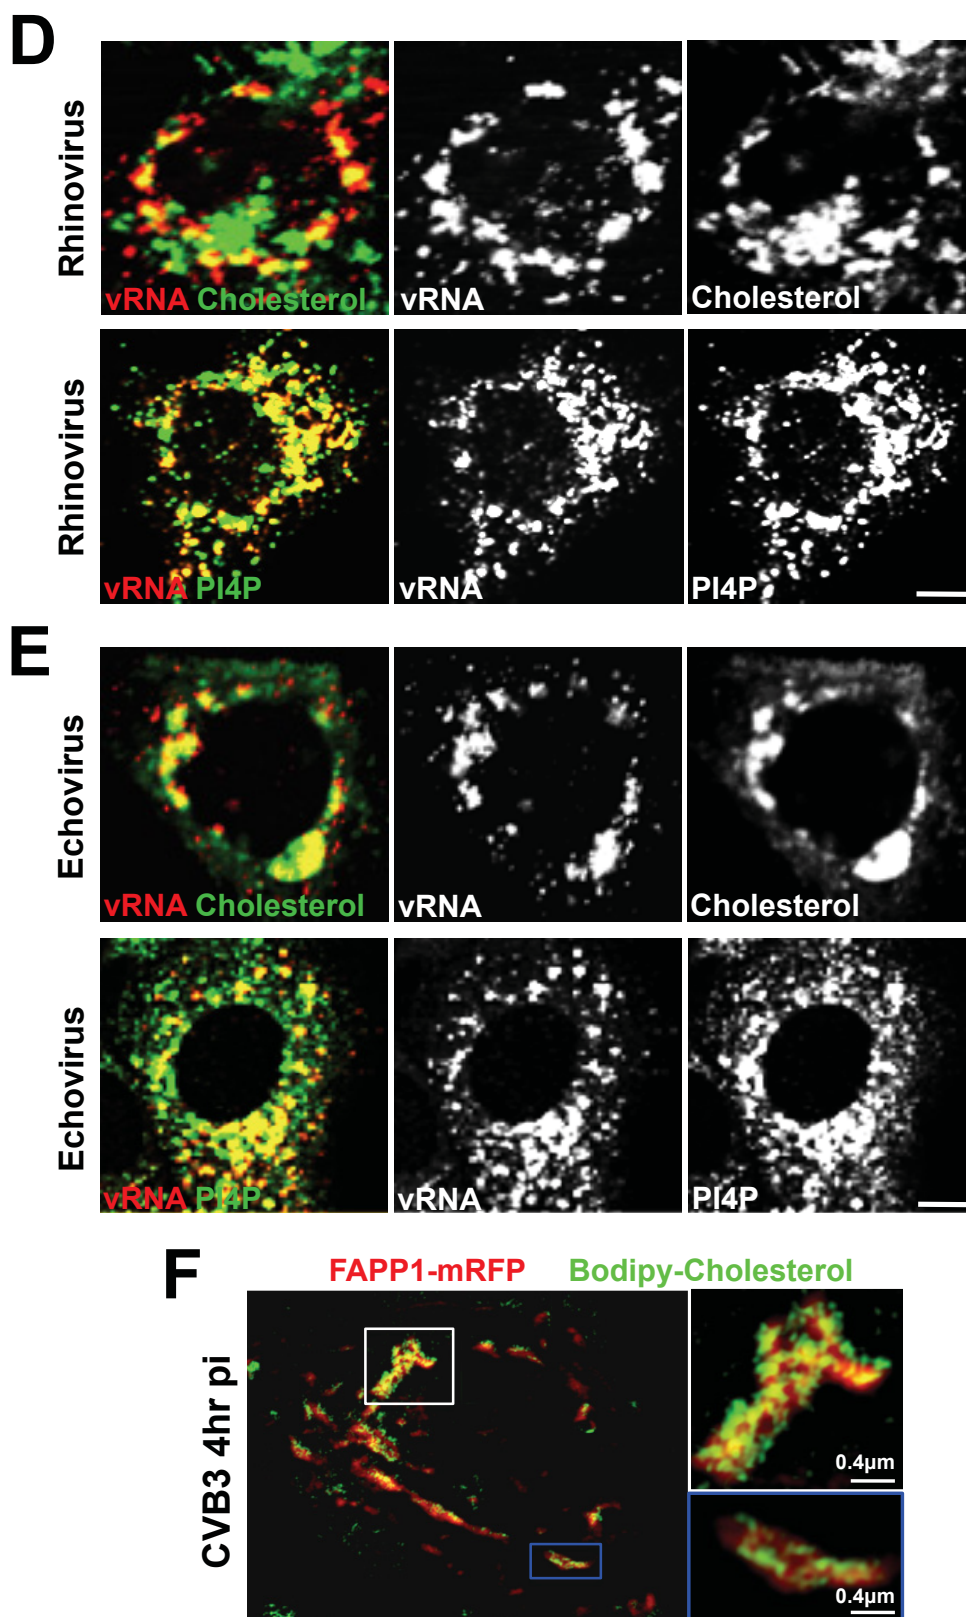 D
Rhinovirus
vRNA Cholesterol
vRNA
Cholesterol
Rhinovirus
vRNA PI4P
vRNA
PI4P
E
Echovirus
vRNA Cholesterol
vRNA
Cholesterol
Echovirus
vRNA PI4P
vRNA
PI4P
F
FAPP1-mRFP Bodipy-Cholesterol
CVB3 4hr pi
0.4µm
0.4µm